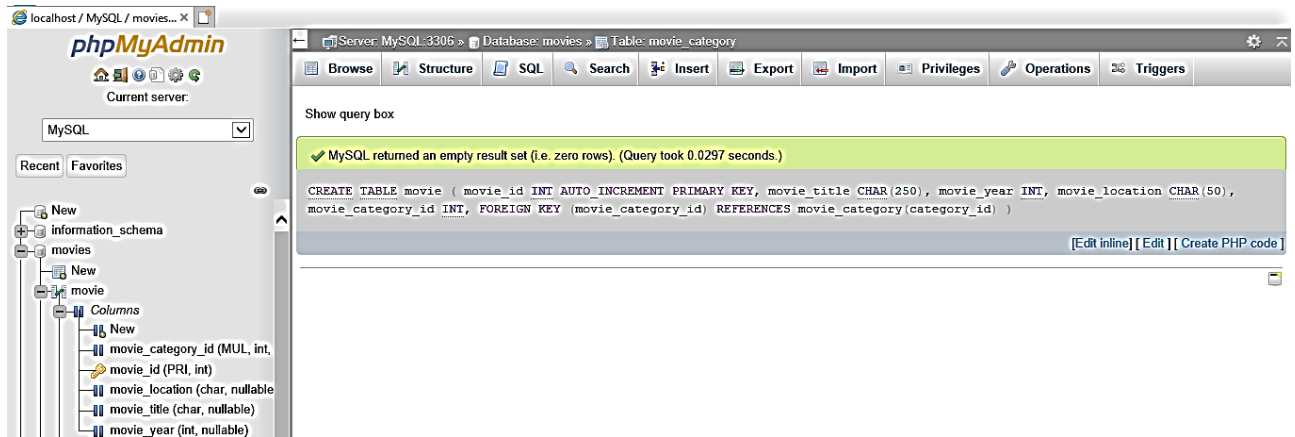 localhost / MySQL / movies...
phpMyAdmin
Current server:
MySQL
Recent Favorites
New
information_schema
movies
New
movie
Columns
New
movie_category_id (MUL, int,
movie_id (PRI, int)
movie_location (char, nullable
movie_title (char, nullable)
movie_year (int, nullable)
Server: MySQL:3306 » Database: movies » Table: movie_category
Browse Structure SQL Search Insert Export Import Privileges Operations Triggers
Show query box
MySQL returned an empty result set (i.e. zero rows). (Query took 0.0297 seconds.)
CREATE TABLE movie ( movie_id INT AUTO_INCREMENT PRIMARY KEY, movie_title CHAR(250), movie_year INT, movie_location CHAR(50),
movie_category_id INT, FOREIGN KEY (movie_category_id) REFERENCES movie_category(category_id) )
[Edit inline] [ Edit ] [ Create PHP code ]